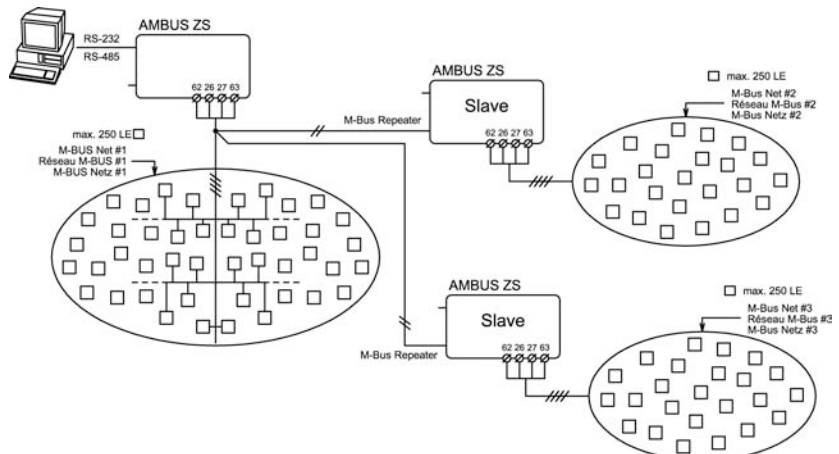 AMBUS ZS
RS-232
RS-485
62 26 27 63
AMBUS ZS
Slave
M-Bus Repeater
62 26 27 63
max. 250 LE
M-Bus Net #2
Réseau M-Bus #2
M-Bus Netz #2
max. 250 LE
M-BUS Net #1
Réseau M-BUS #1
M-BUS Netz #1
AMBUS ZS
Slave
M-Bus Repeater
62 26 27 63
max. 250 LE
M-Bus Net #3
Réseau M-Bus #3
M-Bus Netz #3